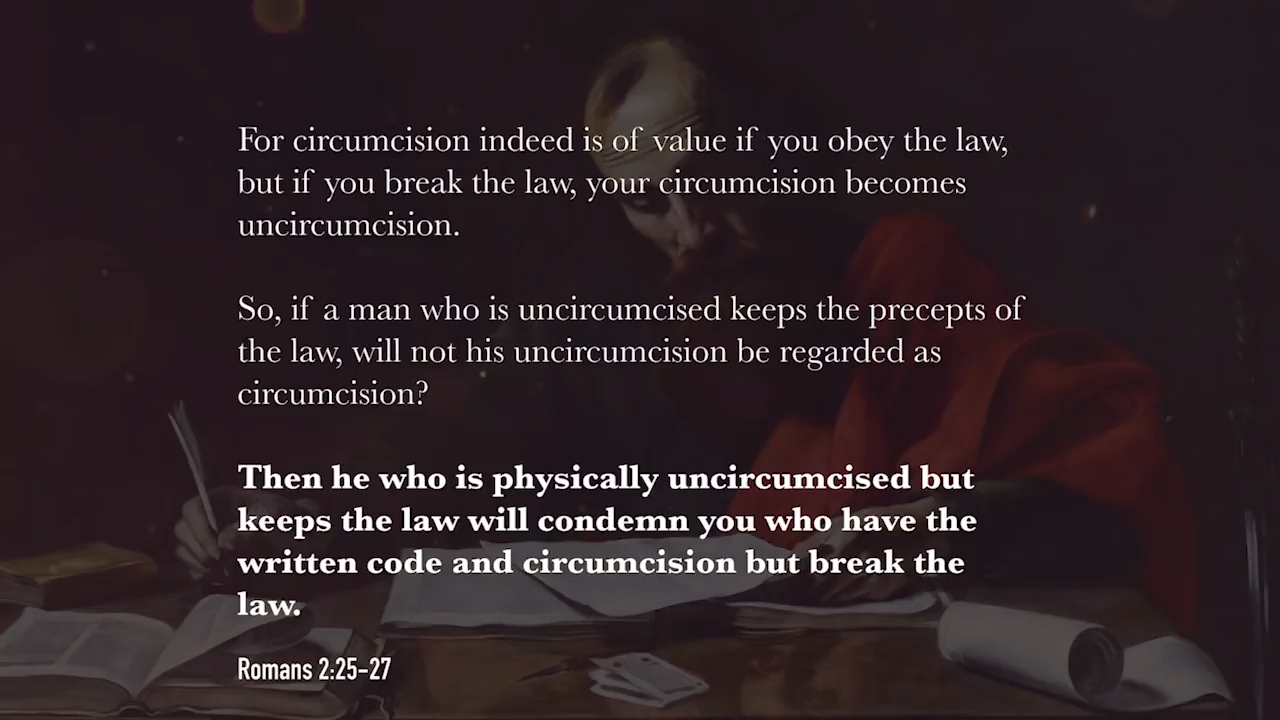 For circumcision indeed is of value if you obey the law,
but if you break the law, your circumcision becomes
uncircumcision.
So, if a man who is uncircumcised keeps the precepts of
the law, will not his uncircumcision be regarded as
circumcision?
Then he who is physically uncircumcised but
keeps the law will condemn you who have the
written code and circumcision but break the
law.
Romans 2:25–27